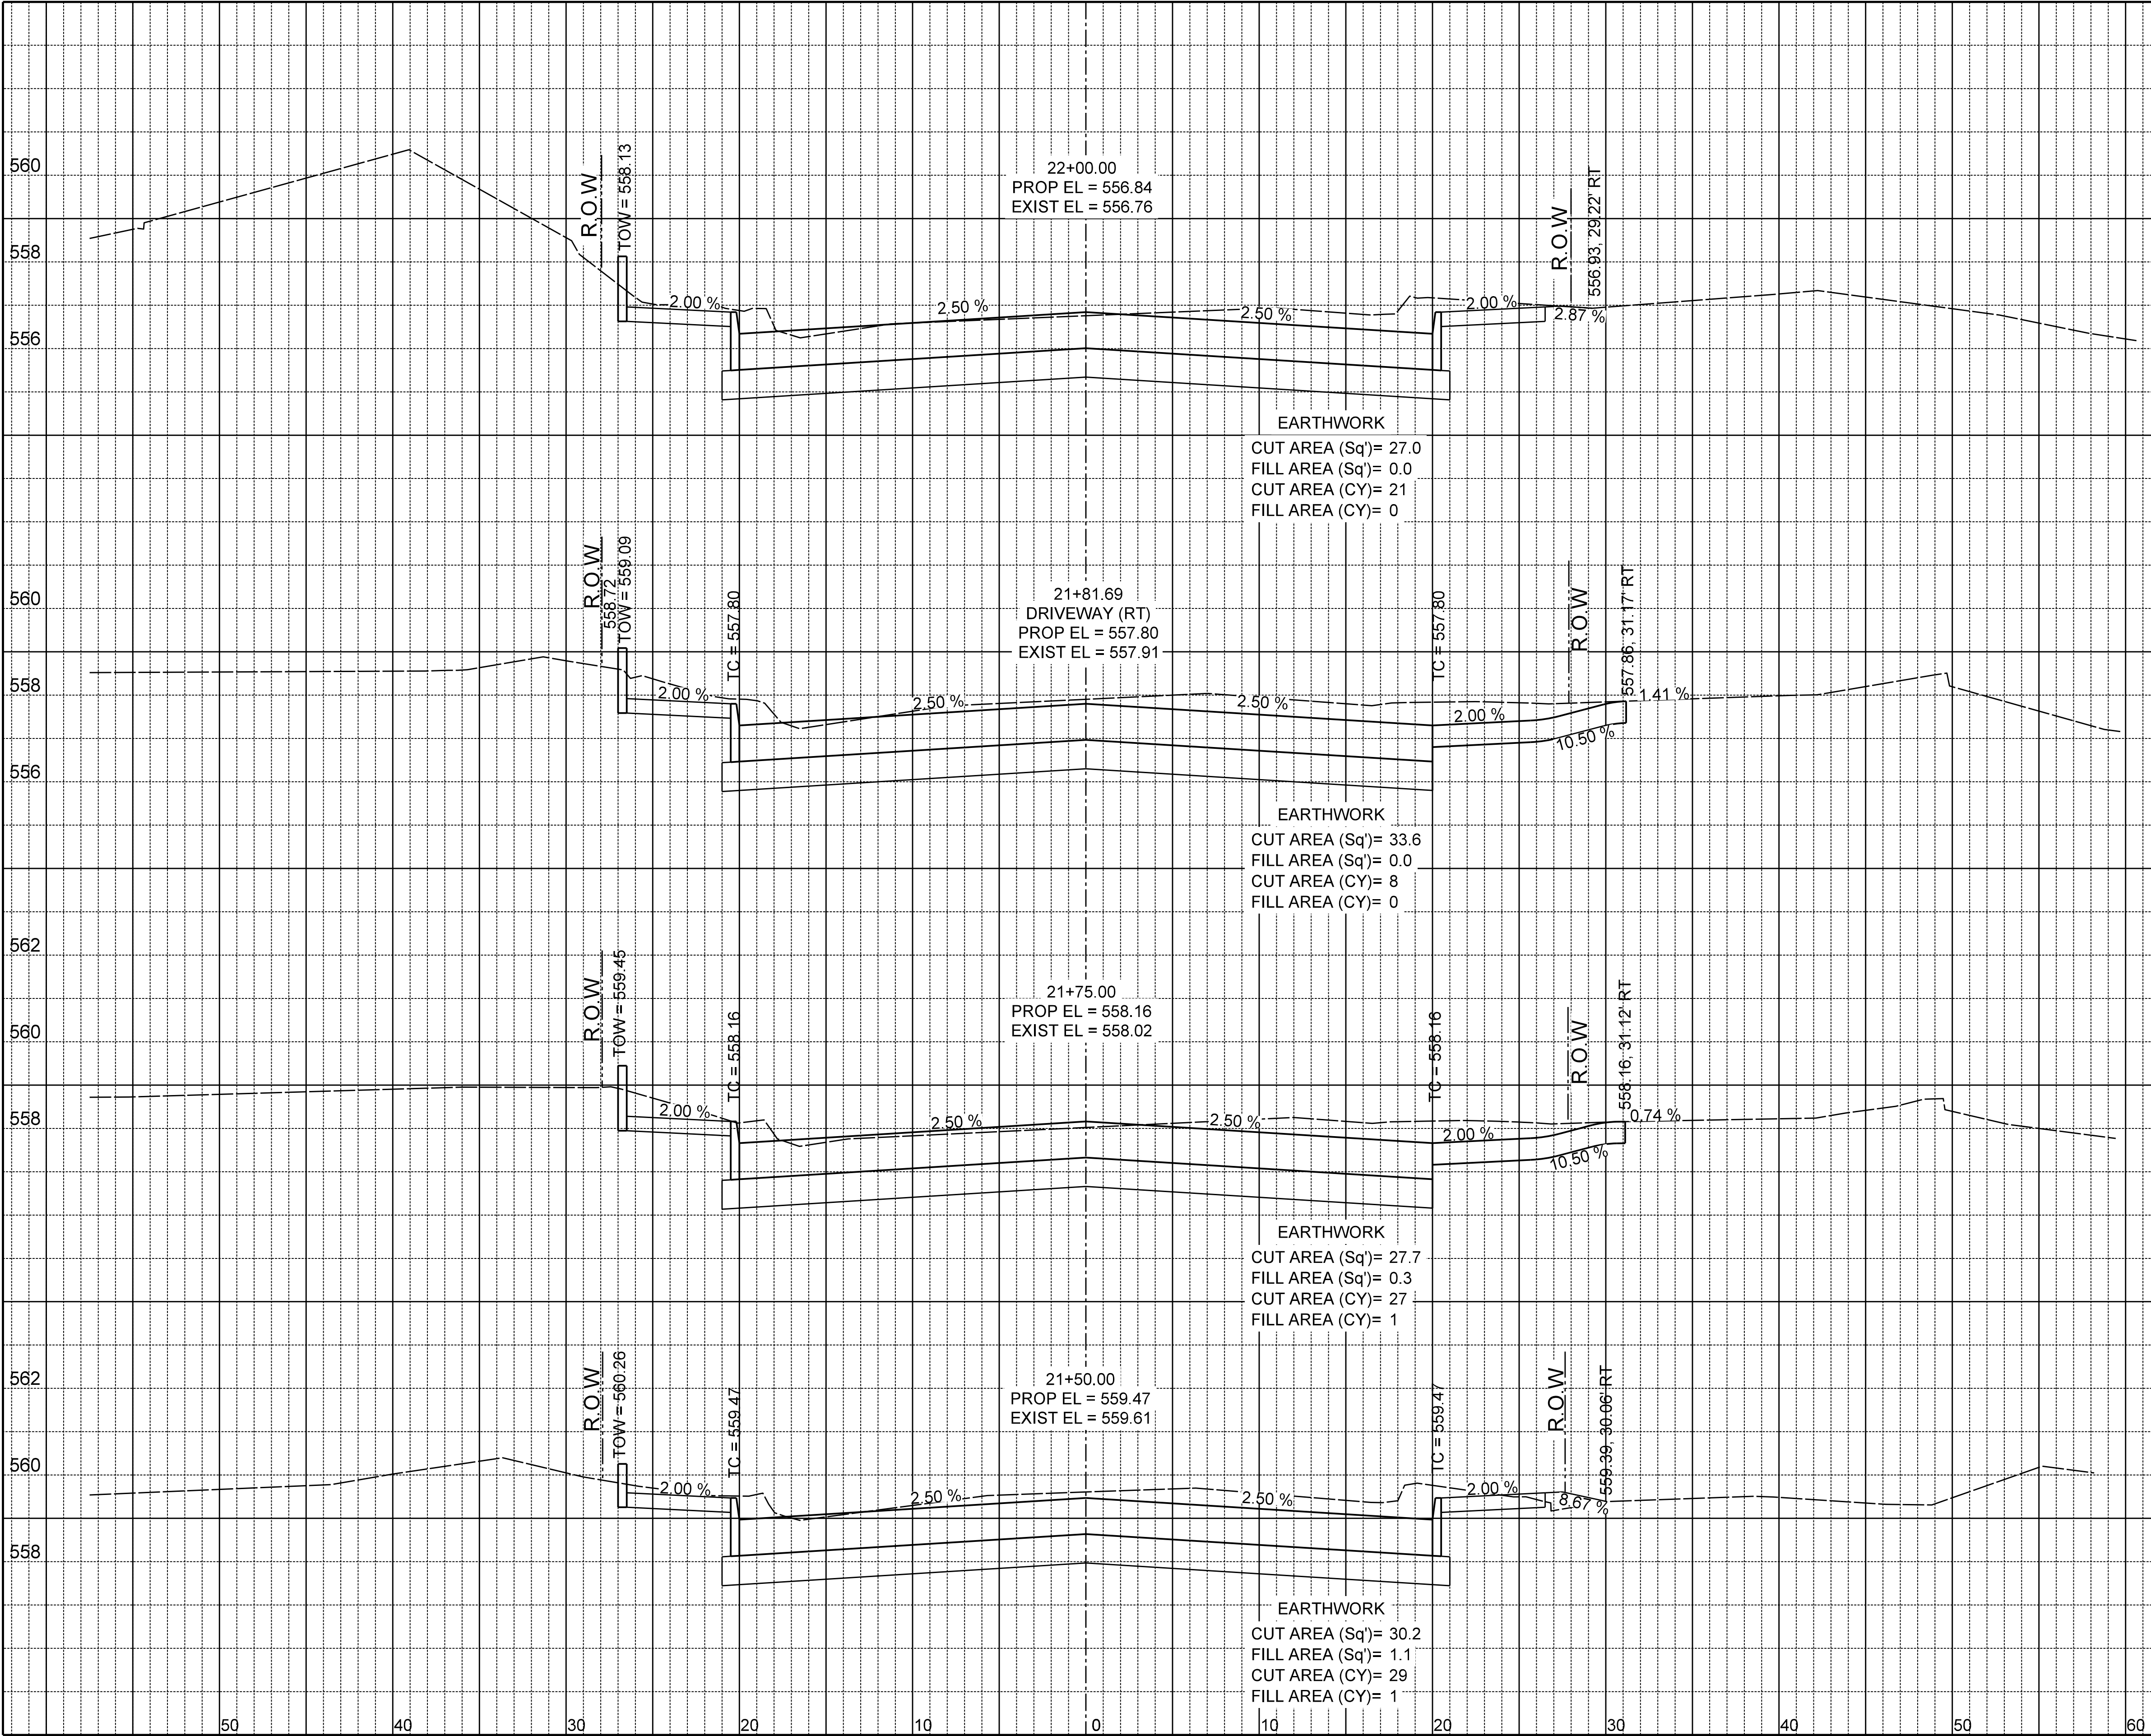 560
558
556
R.O.W
TOW = 558.13
22+00.00
PROP EL = 556.84
EXIST EL = 556.76
R.O.W
556.93, 29.22' RT
2.00 %
2.50 %
2.50 %
2.00 %
2.87 %
EARTHWORK
CUT AREA (Sq')= 27.0
FILL AREA (Sq')= 0.0
CUT AREA (CY)= 21
FILL AREA (CY)= 0
560
558
556
R.O.W
558.72
TOW = 559.09
TC = 557.80
21+81.69
DRIVEWAY (RT)
PROP EL = 557.80
EXIST EL = 557.91
TC = 557.80
R.O.W
557.86, 31.17' RT
2.00 %
2.50 %
2.50 %
2.00 %
10.50 %
1.41 %
EARTHWORK
CUT AREA (Sq')= 33.6
FILL AREA (Sq')= 0.0
CUT AREA (CY)= 8
FILL AREA (CY)= 0
562
560
558
R.O.W
TOW = 559.45
TC = 558.16
21+75.00
PROP EL = 558.16
EXIST EL = 558.02
TC = 558.16
R.O.W
558.16, 31.12' RT
2.00 %
2.50 %
2.50 %
2.00 %
10.50 %
0.74 %
EARTHWORK
CUT AREA (Sq')= 27.7
FILL AREA (Sq')= 0.3
CUT AREA (CY)= 27
FILL AREA (CY)= 1
562
560
558
R.O.W
TOW = 560.26
TC = 559.47
21+50.00
PROP EL = 559.47
EXIST EL = 559.61
TC = 559.47
R.O.W
559.39, 30.06' RT
2.00 %
2.50 %
2.50 %
2.00 %
8.67 %
EARTHWORK
CUT AREA (Sq')= 30.2
FILL AREA (Sq')= 1.1
CUT AREA (CY)= 29
FILL AREA (CY)= 1
50 40 30 20 10 0 10 20 30 40 50 60